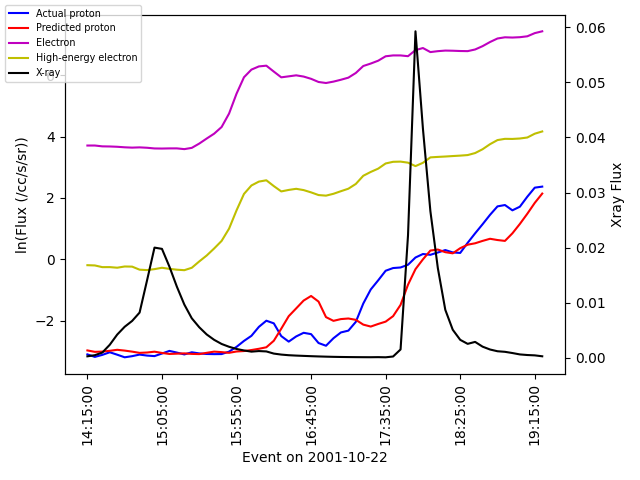 Actual proton
Predicted proton
Electron
High-energy electron
X-ray
6
4
2
0
−2
ln(Flux (/cc/s/sr))
0.06
0.05
0.04
0.03
0.02
0.01
0.00
Xray Flux
14:15:00
15:05:00
15:55:00
16:45:00
17:35:00
18:25:00
19:15:00
Event on 2001-10-22